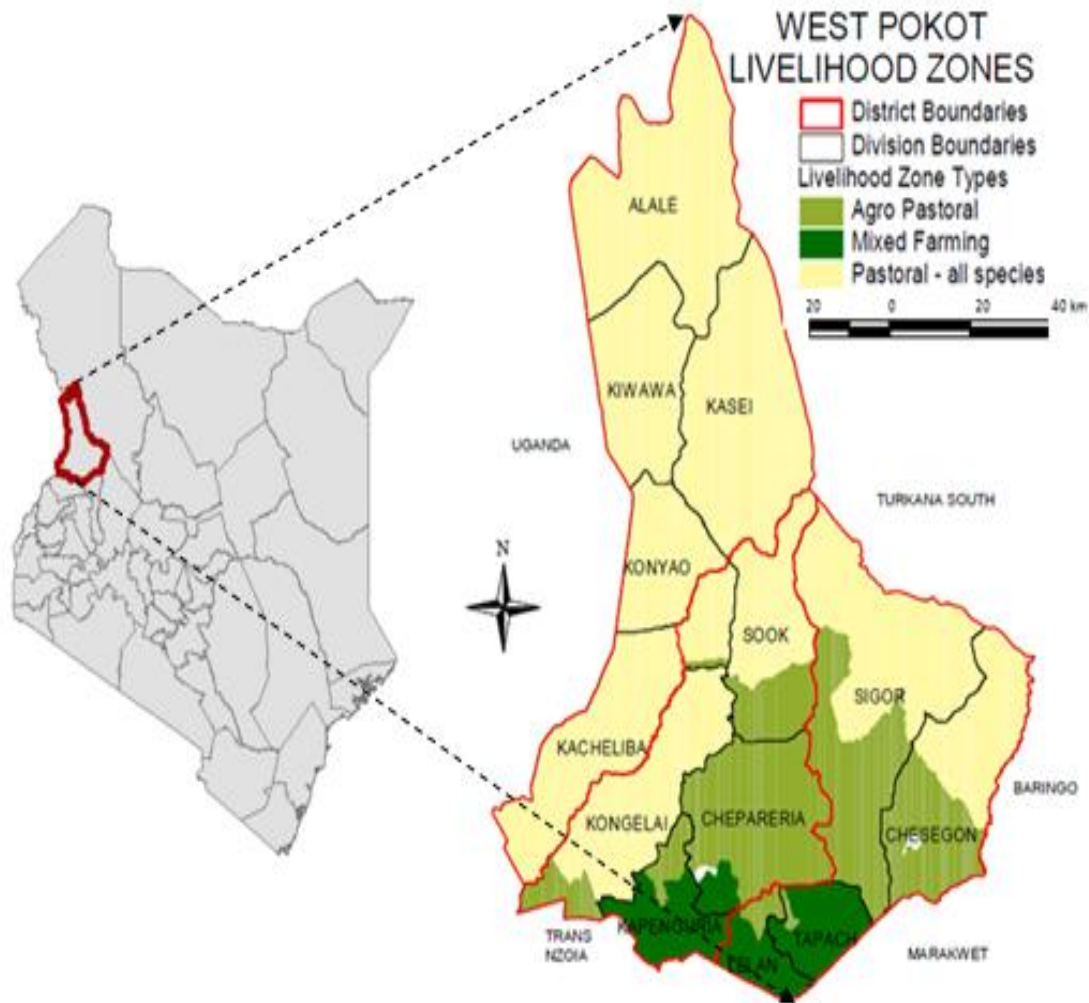 WEST POKOT
LIVELIHOOD ZONES
District Boundaries
Division Boundaries
Livelihood Zone Types
Agro Pastoral
Mixed Farming
Pastoral - all species
20 0 20 40 km
ALALE
KIWAWA
KASEI
UGANDA
TURKANA SOUTH
N
KONYAO
SOOK
SIGOR
KACHELIBA
BARINGO
KONGELAI
CHEPARERIA
CHESEGON
KAPENGURIA
TRANS
NZOIA
LELAN
TAPACH
MARAKWET